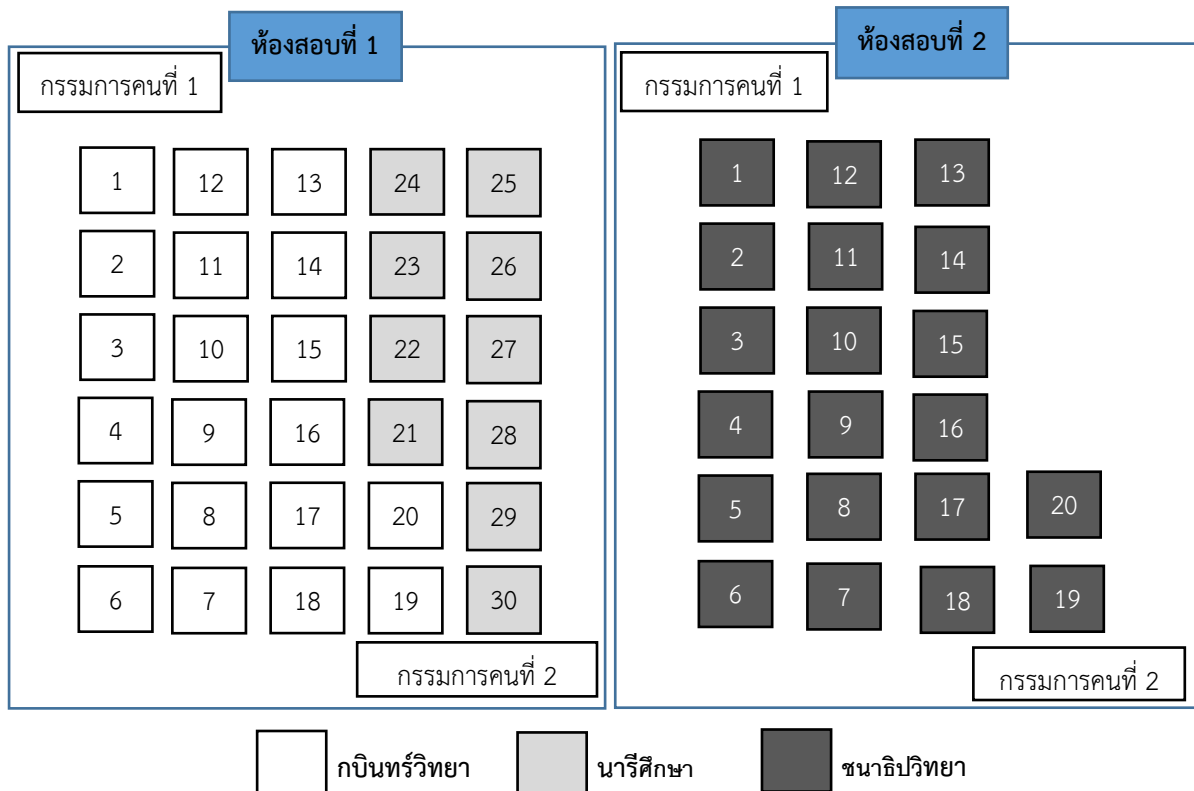 ห้องสอบที่ 1
กรรมการคนที่ 1
1 12 13 24 25
2 11 14 23 26
3 10 15 22 27
4 9 16 21 28
5 8 17 20 29
6 7 18 19 30
กรรมการคนที่ 2
ห้องสอบที่ 2
กรรมการคนที่ 1
1 12 13
2 11 14
3 10 15
4 9 16
5 8 17 20
6 7 18 19
กรรมการคนที่ 2
กบินทร์วิทยา นารีศึกษา ชนาธิปวิทยา